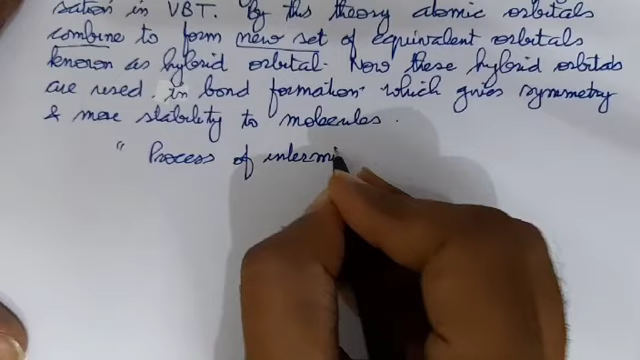 sation in VBT. By this theory atomic orbitals
combine to form new set of equivalent orbitals
known as hybrid orbital. Now these hybrid orbitals
are used in bond formation which gives symmetry
& more stability to molecules.
" Process of intermi